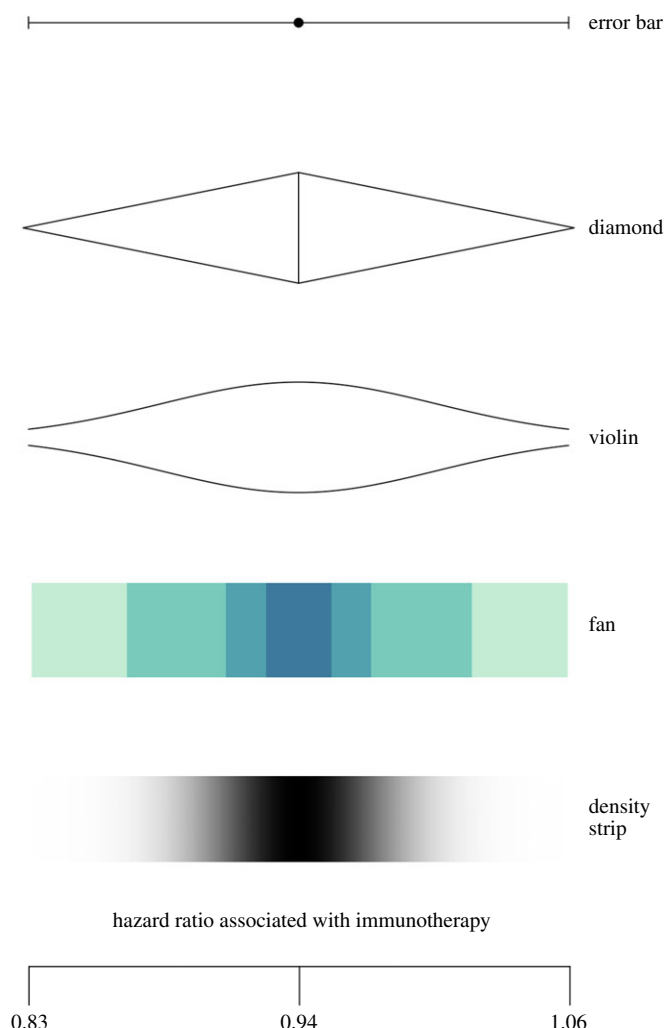 error bar
diamond
violin
fan
density
strip
hazard ratio associated with immunotherapy
0.83 0.94 1.06